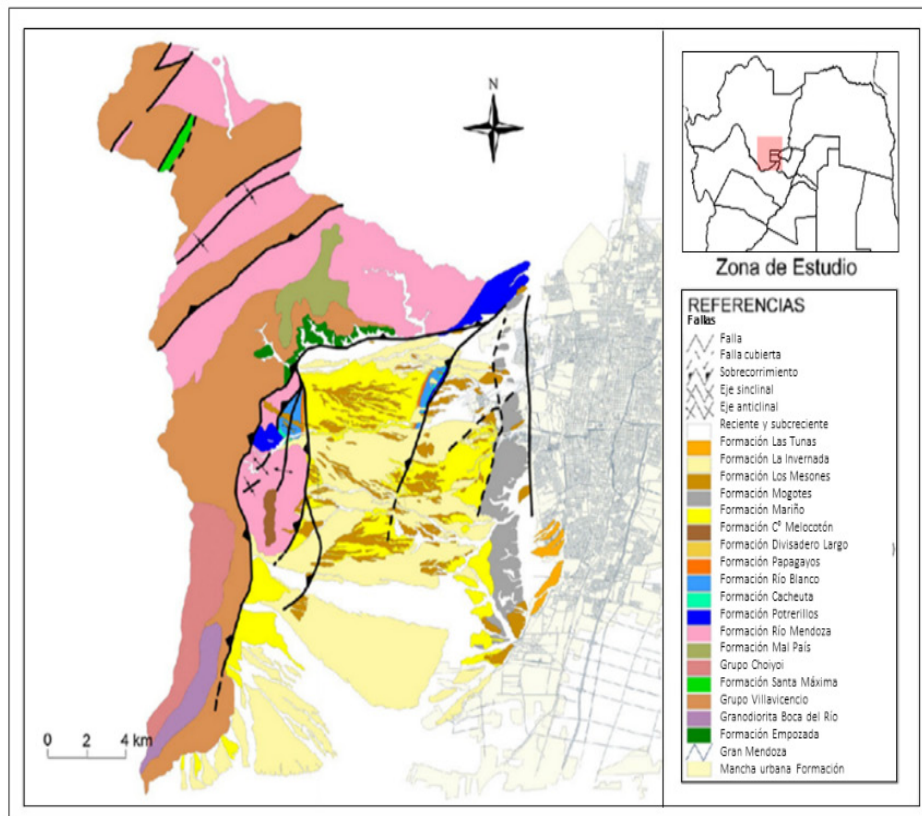 N
0 2 4 km
Zona de Estudio
REFERENCIAS
Fallas
Falla
Falla cubierta
Sobrecorrimiento
Eje sinclinal
Eje anticlinal
Reciente y subcreciente
Formación Las Tunas
Formación La Invernada
Formación Los Mesones
Formación Mogotes
Formación Mariño
Formación Cº Melocotón
Formación Divisadero Largo
Formación Papagayos
Formación Río Blanco
Formación Cacheuta
Formación Potrerillos
Formación Río Mendoza
Formación Mal País
Grupo Choiyoi
Formación Santa Máxima
Grupo Villavicencio
Granodiorita Boca del Río
Formación Empozada
Gran Mendoza
Mancha urbana Formación
)